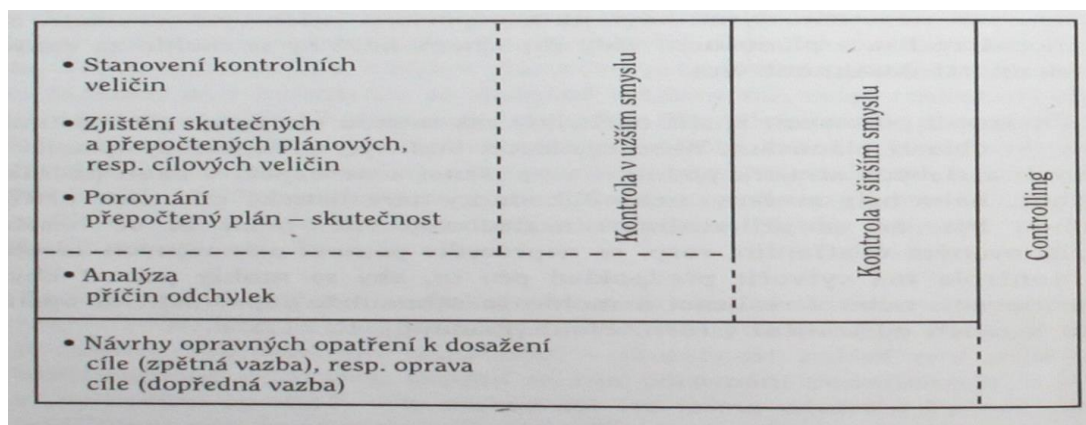 • Stanovení kontrolních
veličin
• Zjištění skutečných
a přepočtených plánových,
resp. cílových veličin
• Porovnání
přepočtený plán – skutečnost
• Analýza
příčin odchylek
• Návrhy opravných opatření k dosažení
cíle (zpětná vazba), resp. oprava
cíle (dopředná vazba)
Kontrola v užším smyslu
Kontrola v širším smyslu
Controlling